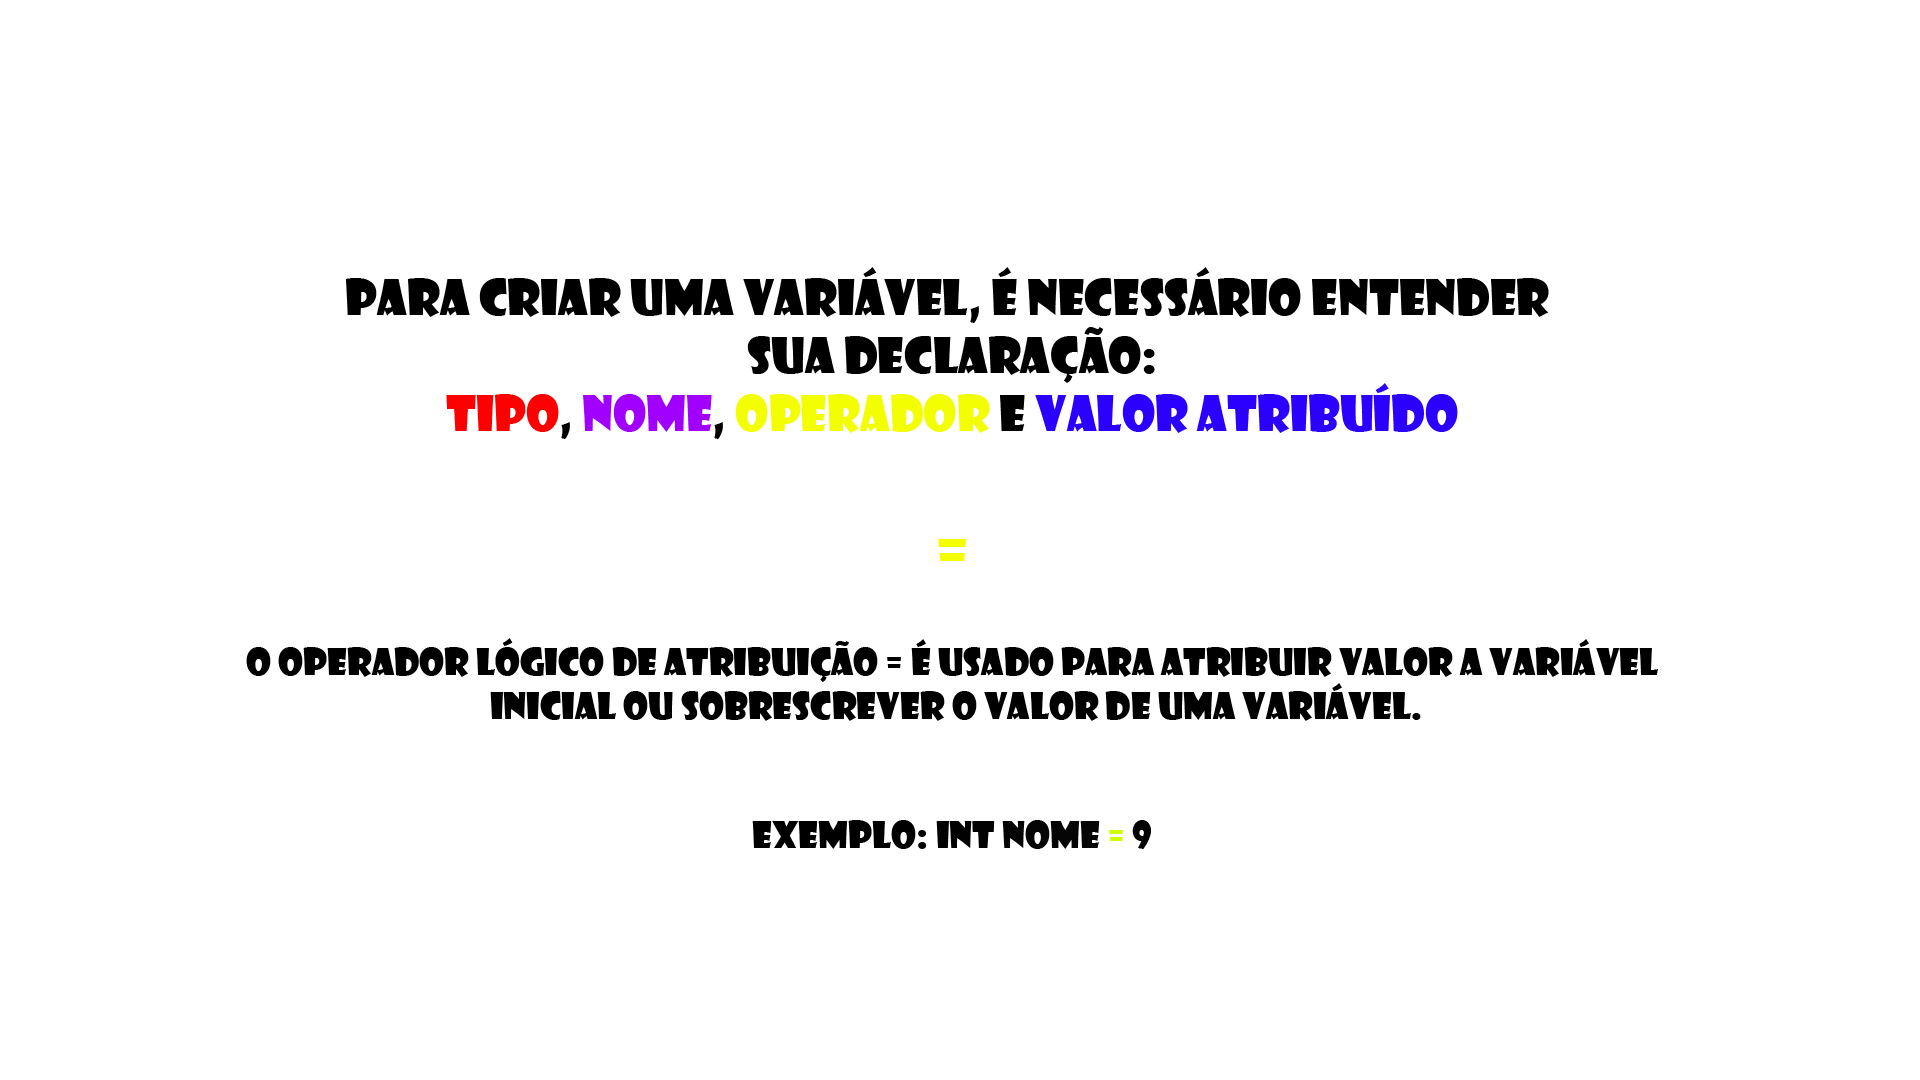 PARA CRIAR UMA VARIÁVEL, É NECESSÁRIO ENTENDER
SUA DECLARAÇÃO:
TIPO, NOME, OPERADOR E VALOR ATRIBUÍDO
=
O OPERADOR LÓGICO DE ATRIBUIÇÃO = É USADO PARA ATRIBUIR VALOR A VARIÁVEL
INICIAL OU SOBRESCREVER O VALOR DE UMA VARIÁVEL.
EXEMPLO: INT NOME = 9